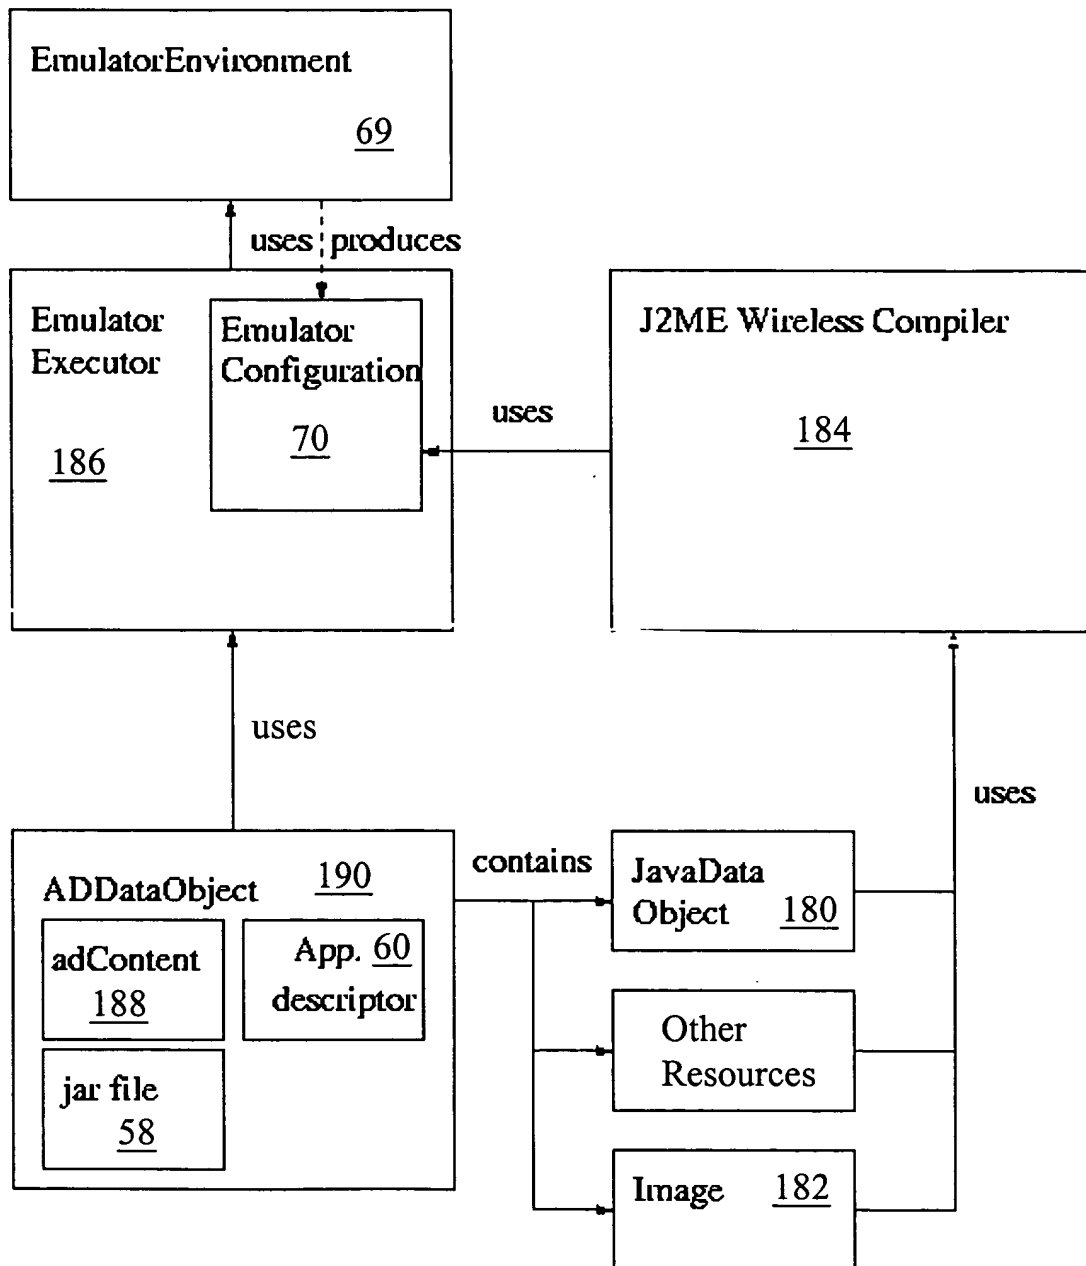 EmulatorEnvironment
69
uses produces
Emulator
Executor
186
Emulator
Configuration
70
uses
J2ME Wireless Compiler
184
uses
uses
ADDataObject 190
adContent
188
App. 60
descriptor
jar file
58
contains
JavaData
Object 180
Other
Resources
Image 182